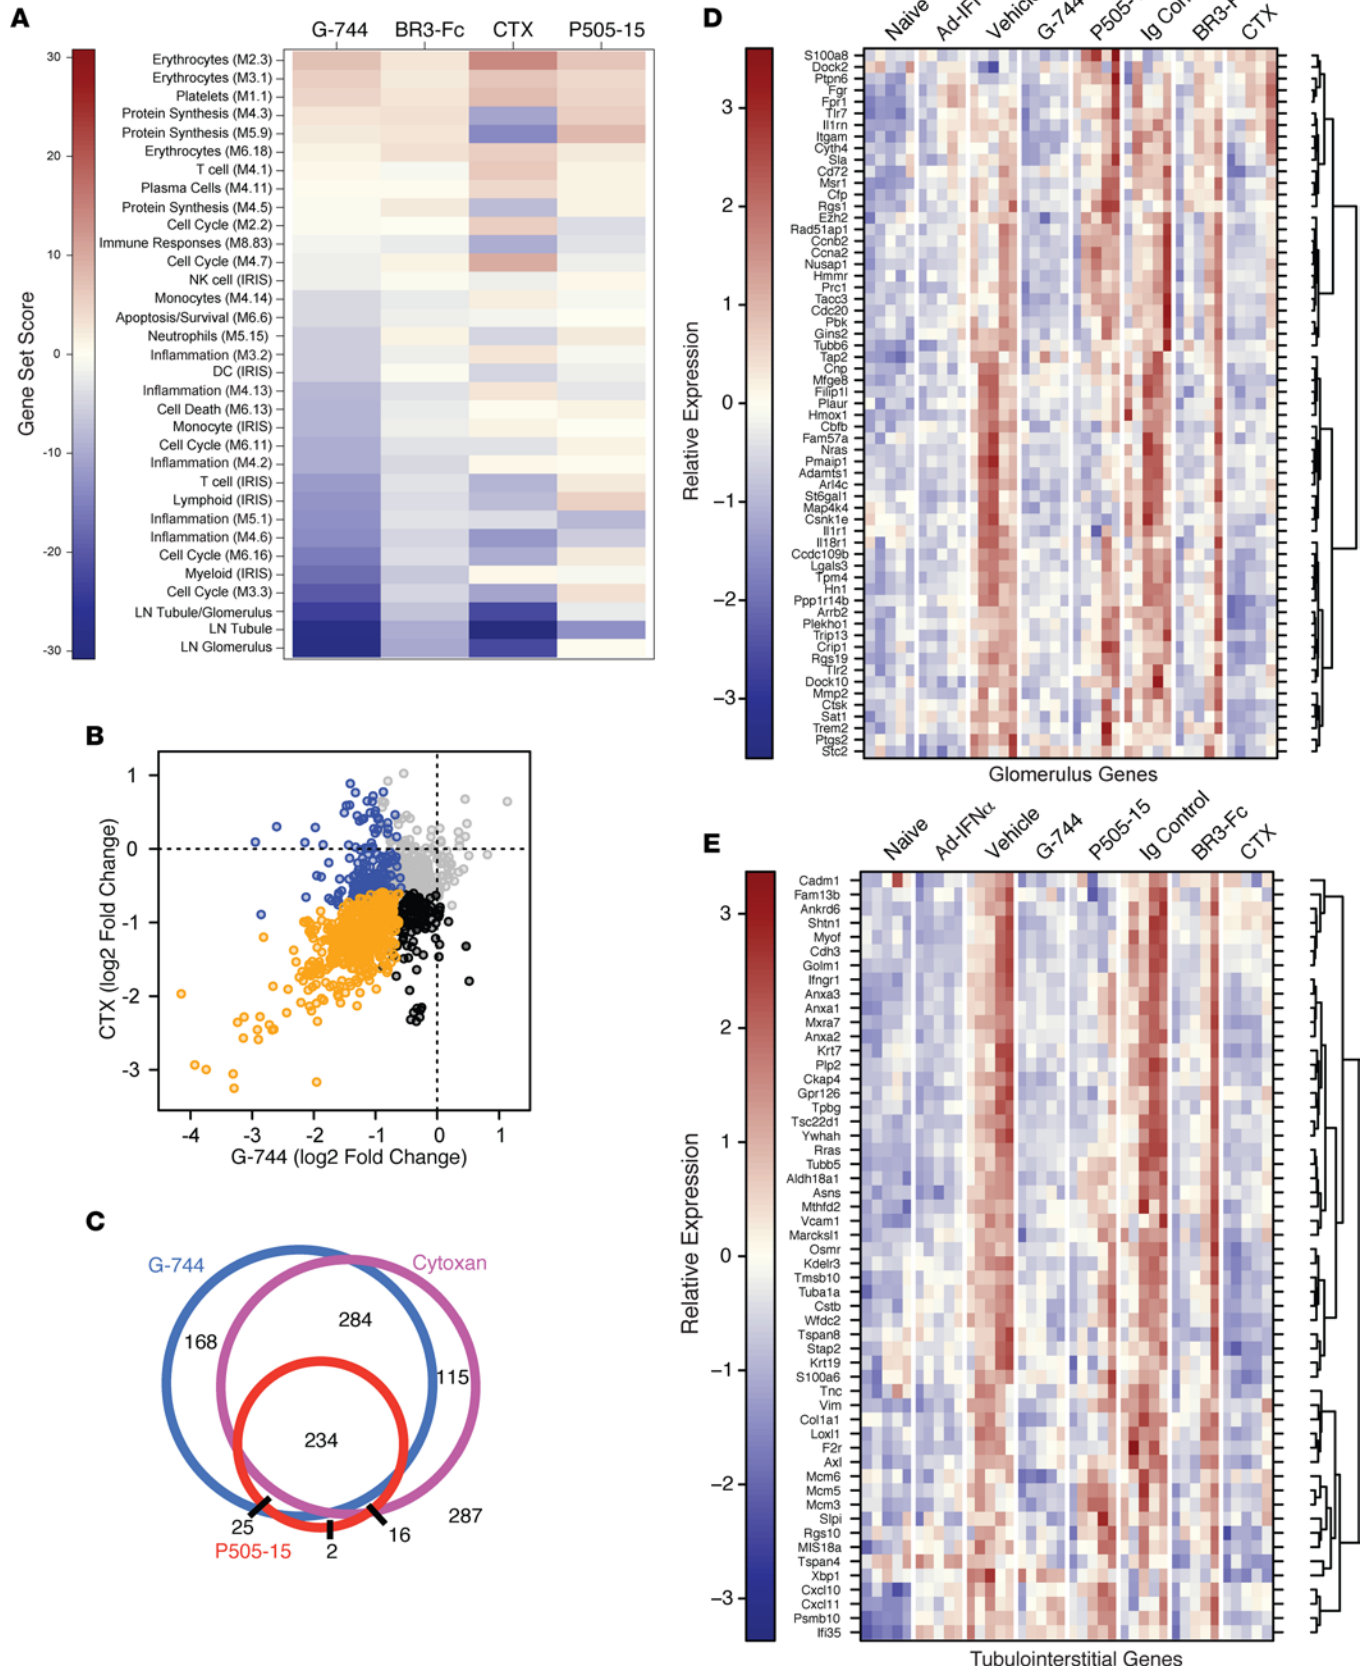 A
G-744 BR3-Fc CTX P505-15
30
20
10
0
-10
-20
-30
Gene Set Score
Erythrocytes (M2.3)
Erythrocytes (M3.1)
Platelets (M1.1)
Protein Synthesis (M4.3)
Protein Synthesis (M5.9)
Erythrocytes (M6.18)
T cell (M4.1)
Plasma Cells (M4.11)
Protein Synthesis (M4.5)
Cell Cycle (M2.2)
Immune Responses (M8.83)
Cell Cycle (M4.7)
NK cell (IRIS)
Monocytes (M4.14)
Apoptosis/Survival (M6.6)
Neutrophils (M5.15)
Inflammation (M3.2)
DC (IRIS)
Inflammation (M4.13)
Cell Death (M6.13)
Monocyte (IRIS)
Cell Cycle (M6.11)
Inflammation (M4.2)
T cell (IRIS)
Lymphoid (IRIS)
Inflammation (M5.1)
Inflammation (M4.6)
Cell Cycle (M6.16)
Myeloid (IRIS)
Cell Cycle (M3.3)
LN Tubule/Glomerulus
LN Tubule
LN Glomerulus
B
CTX (log2 Fold Change)
1
0
-1
-2
-3
-4 -3 -2 -1 0 1
G-744 (log2 Fold Change)
C
G-744
Cytoxan
168
284
115
234
25
2
16
287
P505-15
D
Naive Ad-IF Vehicle G-744 P505- Ig Con BR3-F CTX
3
2
1
0
−1
−2
−3
Relative Expression
S100a8
Dock2
Ptpn6
Fgr
Fpr1
Tlr7
Il1rn
Itgam
Cyth4
Sla
Cd72
Msr1
Cfp
Rgs1
Ezh2
Rad51ap1
Ccnb2
Ccna2
Nusap1
Hmmr
Prc1
Tacc3
Cdc20
Pbk
Gins2
Tubb6
Tap2
Cnp
Mfge8
Filip1l
Plaur
Hmox1
Cbfb
Fam57a
Nras
Pmaip1
Adamts1
Arl4c
St6gal1
Map4k4
Csnk1e
Il1r1
Il18r1
Ccdc109b
Lgals3
Tpm4
Hn1
Ppp1r14b
Arrb2
Plekho1
Trip13
Crip1
Rgs19
Tlr2
Dock10
Mmp2
Ctsk
Sat1
Trem2
Ptgs2
Stc2
Glomerulus Genes
E
Naive Ad-IFNα Vehicle G-744 P505-15 Ig Control BR3-Fc CTX
3
2
1
0
−1
−2
−3
Relative Expression
Cadm1
Fam13b
Ankrd6
Shtn1
Myof
Cdh3
Golm1
Ifngr1
Anxa3
Anxa1
Mxra7
Anxa2
Krt7
Plp2
Ckap4
Gpr126
Tpbg
Tsc22d1
Ywhah
Rras
Tubb5
Aldh18a1
Asns
Mthfd2
Vcam1
Marcksl1
Osmr
Kdelr3
Tmsb10
Tuba1a
Cstb
Wfdc2
Tspan8
Stap2
Krt19
S100a6
Tnc
Vim
Col1a1
Loxl1
F2r
Axl
Mcm6
Mcm5
Mcm3
Slpi
Rgs10
MIS18a
Tspan4
Xbp1
Cxcl10
Cxcl11
Psmb10
Ifi35
Tubulointerstitial Genes